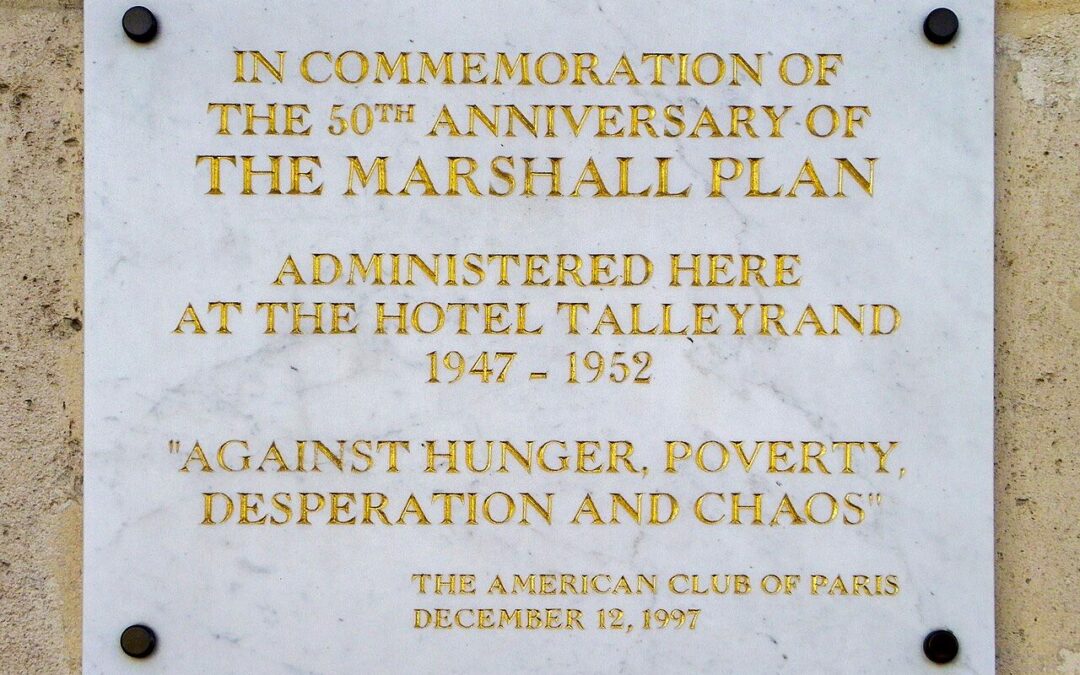 IN COMMEMORATION OF
THE 50TH ANNIVERSARY OF
THE MARSHALL PLAN
ADMINISTERED HERE
AT THE HOTEL TALLEYRAND
1947 - 1952
"AGAINST HUNGER, POVERTY,
DESPERATION AND CHAOS"
THE AMERICAN CLUB OF PARIS
DECEMBER 12, 1997